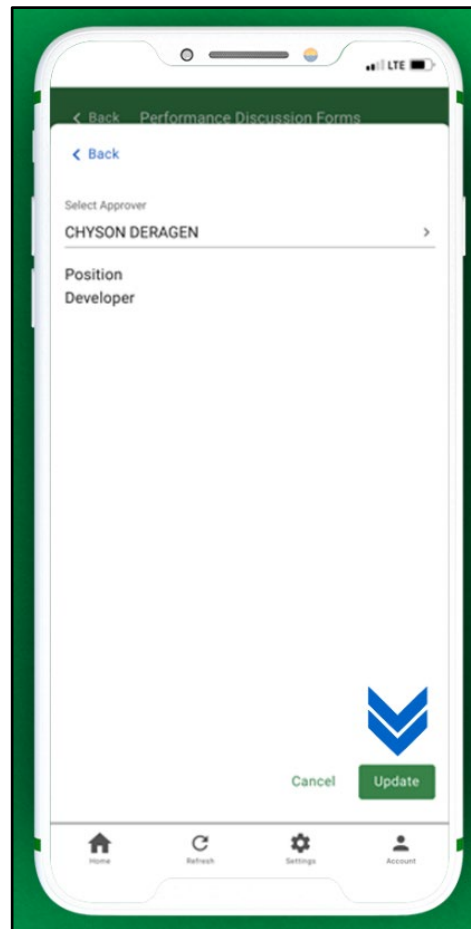 LTE
Back Performance Discussion Forms
Back
Select Approver
CHYSON DERAGEN
Position
Developer
Cancel Update
Home Refresh Settings Account